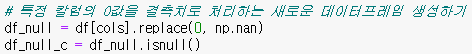 # 특정 칼럼의 0값을 결측치로 처리하는 새로운 데이터프레임 생성하기
df_null = df[cols].replace(0, np.nan)
df_null_c = df_null.isnull()